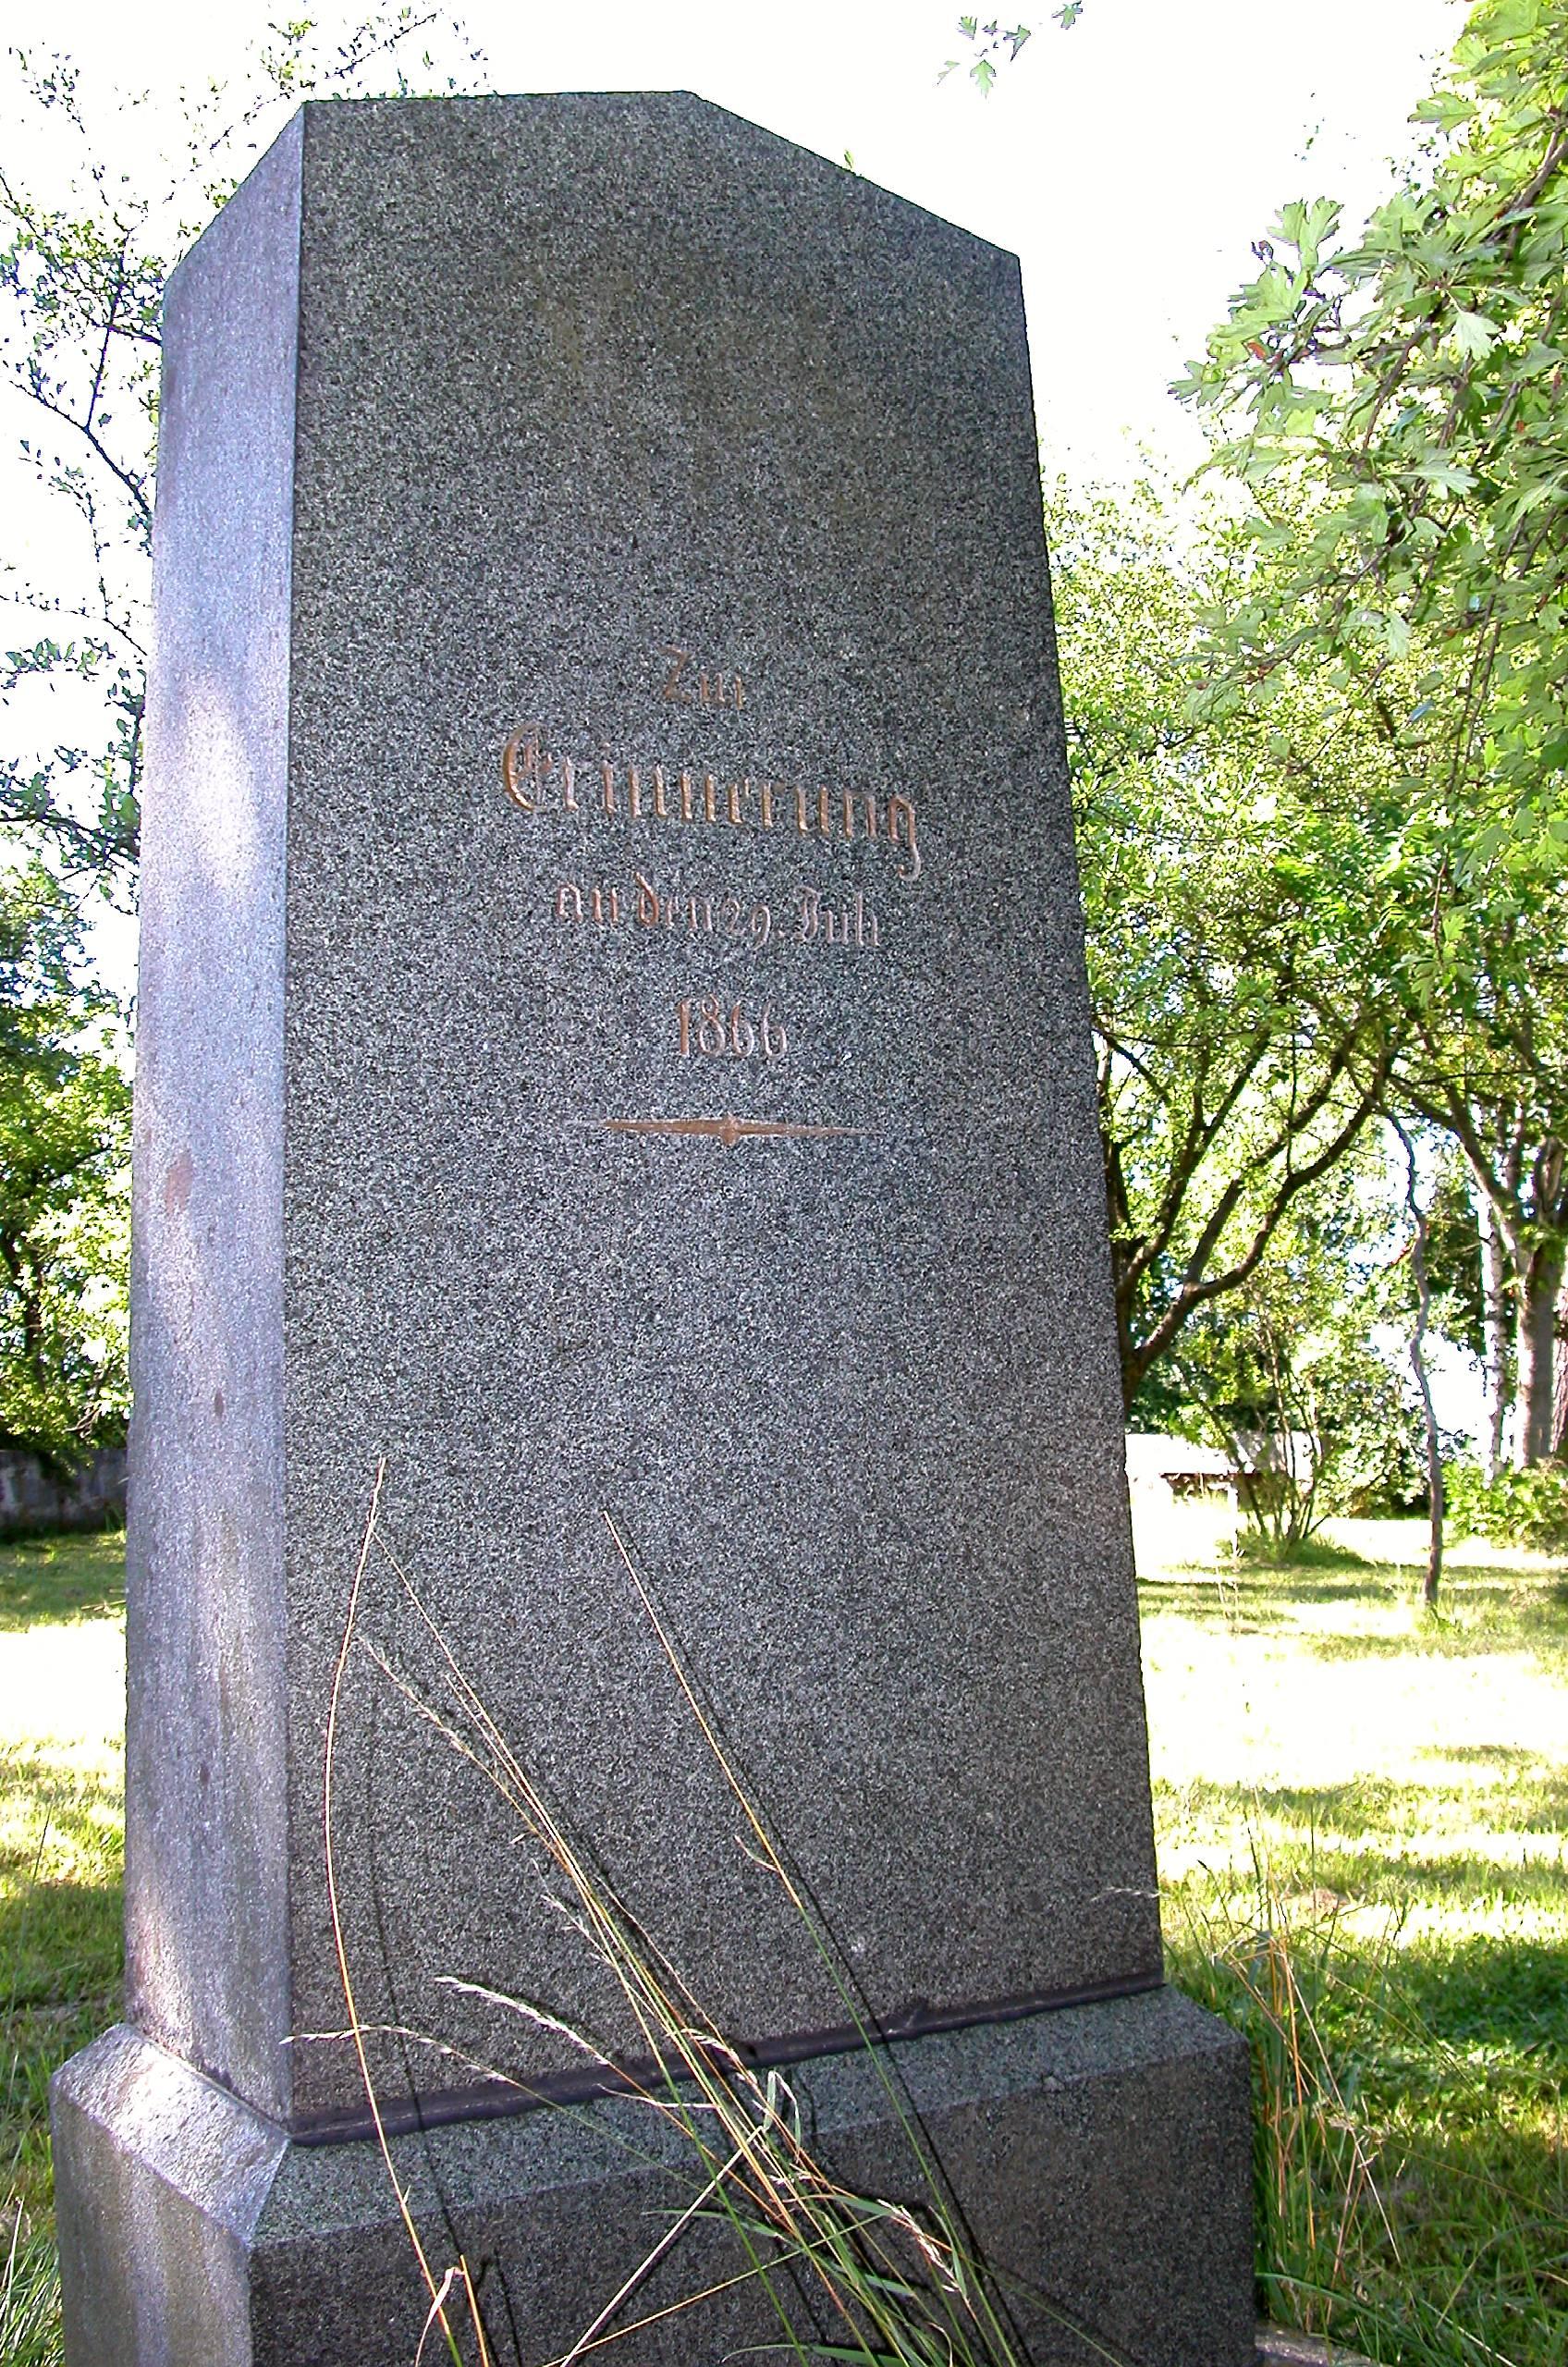 Zur
Erinnerung
an den 29. Juli
1866